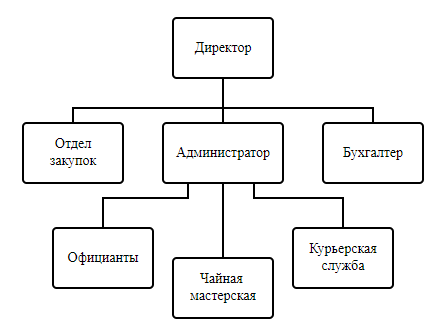 Директор
Отдел
закупок
Администратор
Бухгалтер
Официанты
Чайная
мастерская
Курьерская
служба